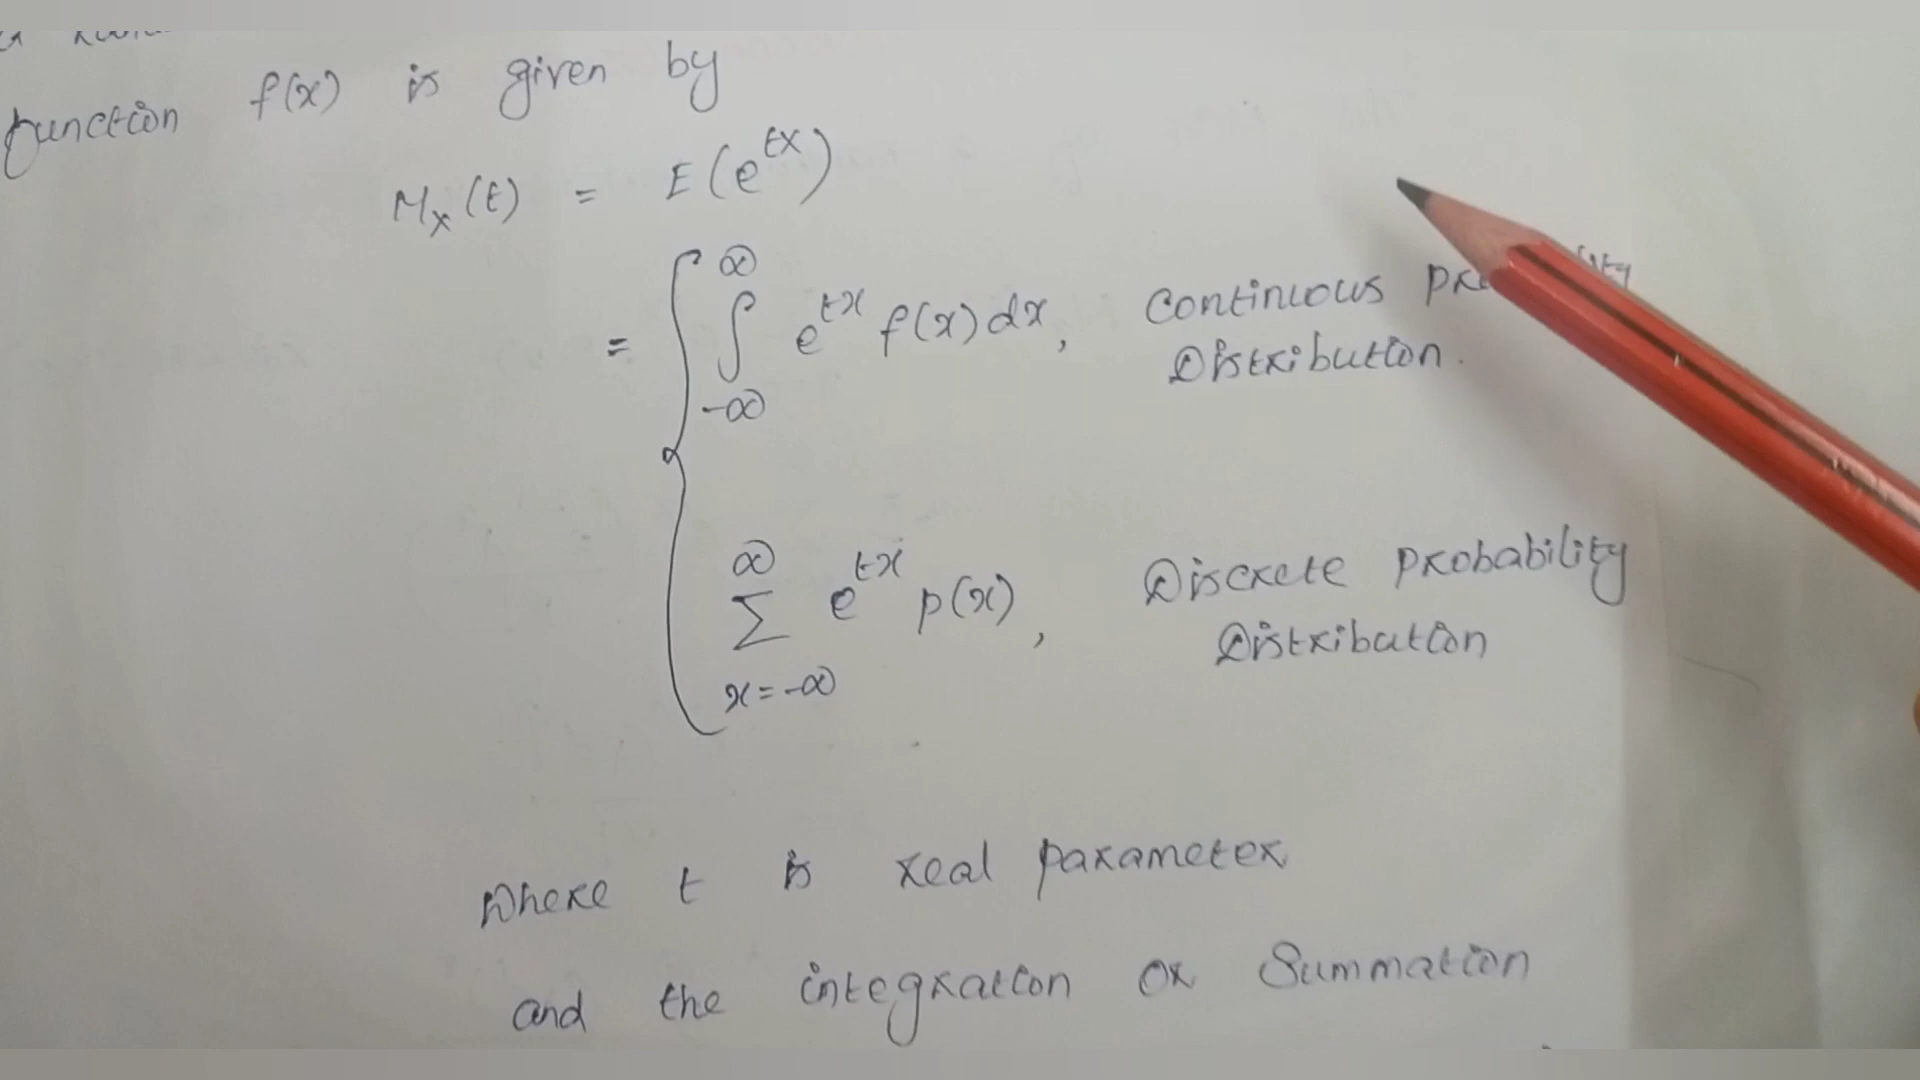 function f(x) is given by
M_X(t) = E(e^{tX})
= { ∫_{-∞}^{∞} e^{tx} f(x) dx, Continuous
Distribution.
∑_{x=-∞}^{∞} e^{tx} p(x), Discrete probability
Distribution
Where t is real parameter
and the integration or Summation